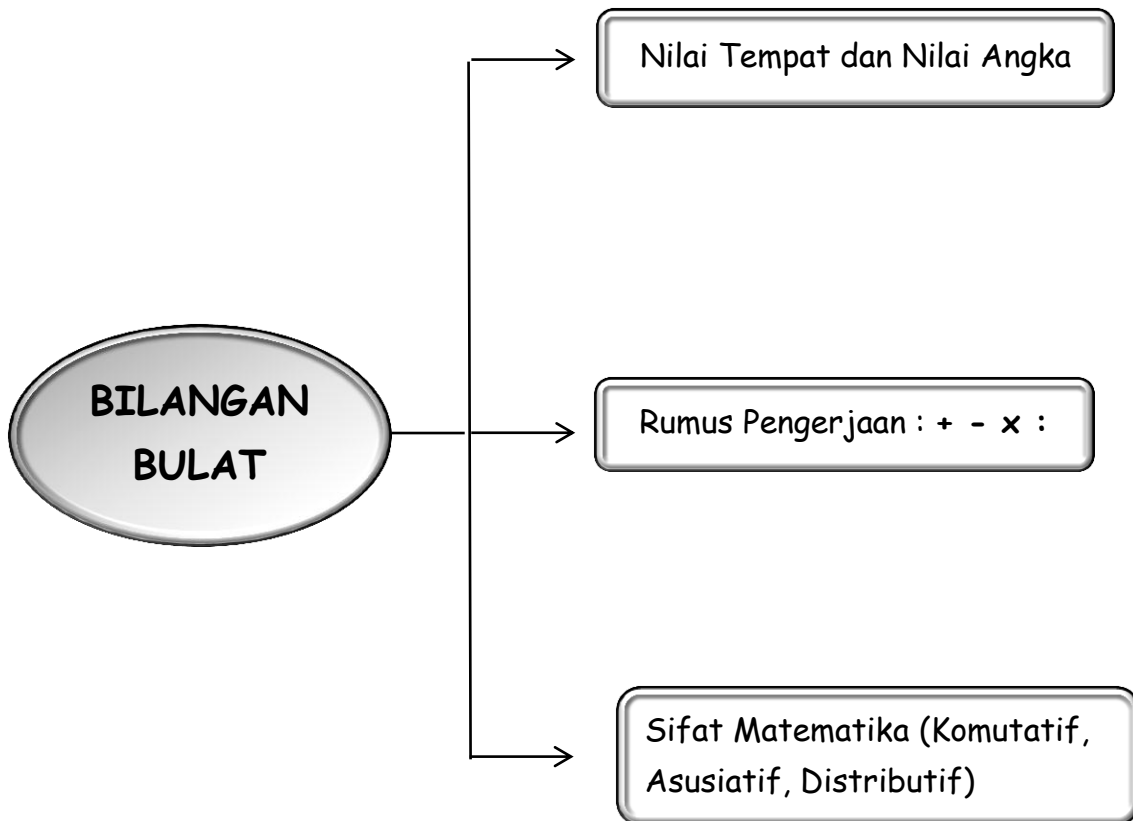 Nilai Tempat dan Nilai Angka
BILANGAN
BULAT
Rumus Pengerjaan : + - x :
Sifat Matematika (Komutatif,
Asusiatif, Distributif)